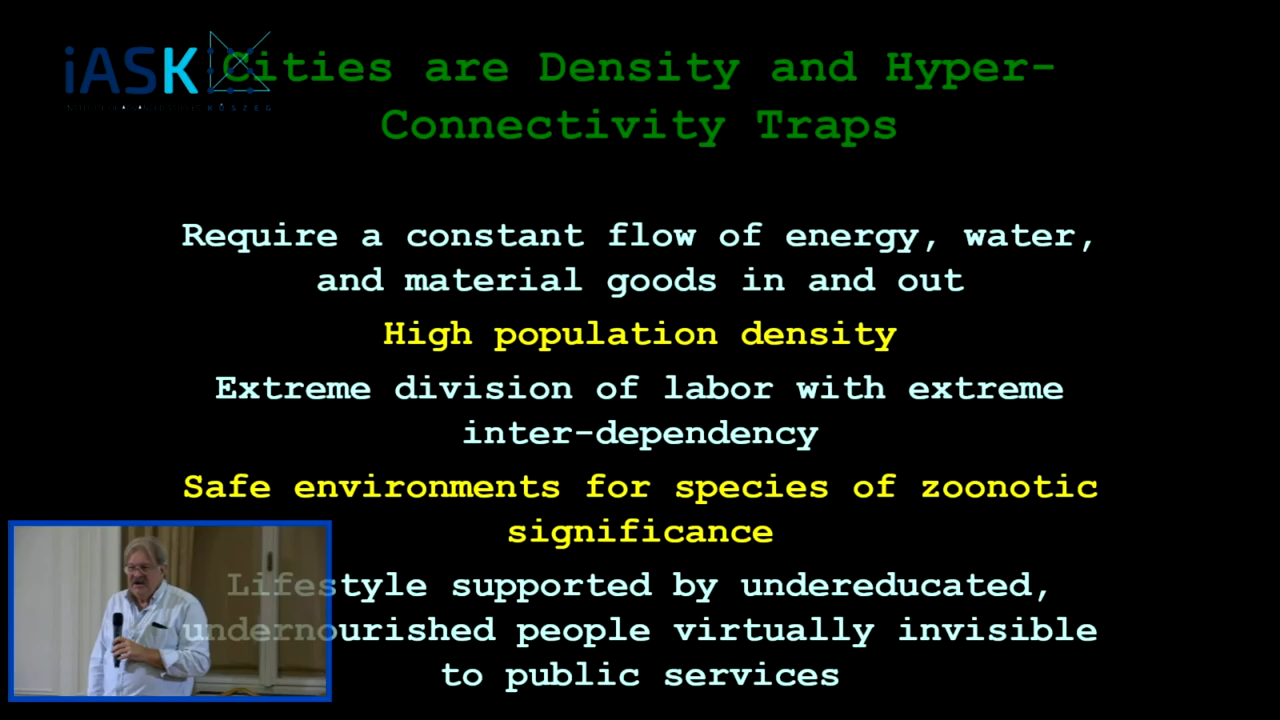 iASK
Cities are Density and Hyper-
Connectivity Traps
Require a constant flow of energy, water,
and material goods in and out
High population density
Extreme division of labor with extreme
inter-dependency
Safe environments for species of zoonotic
significance
Lifestyle supported by undereducated,
undernourished people virtually invisible
to public services